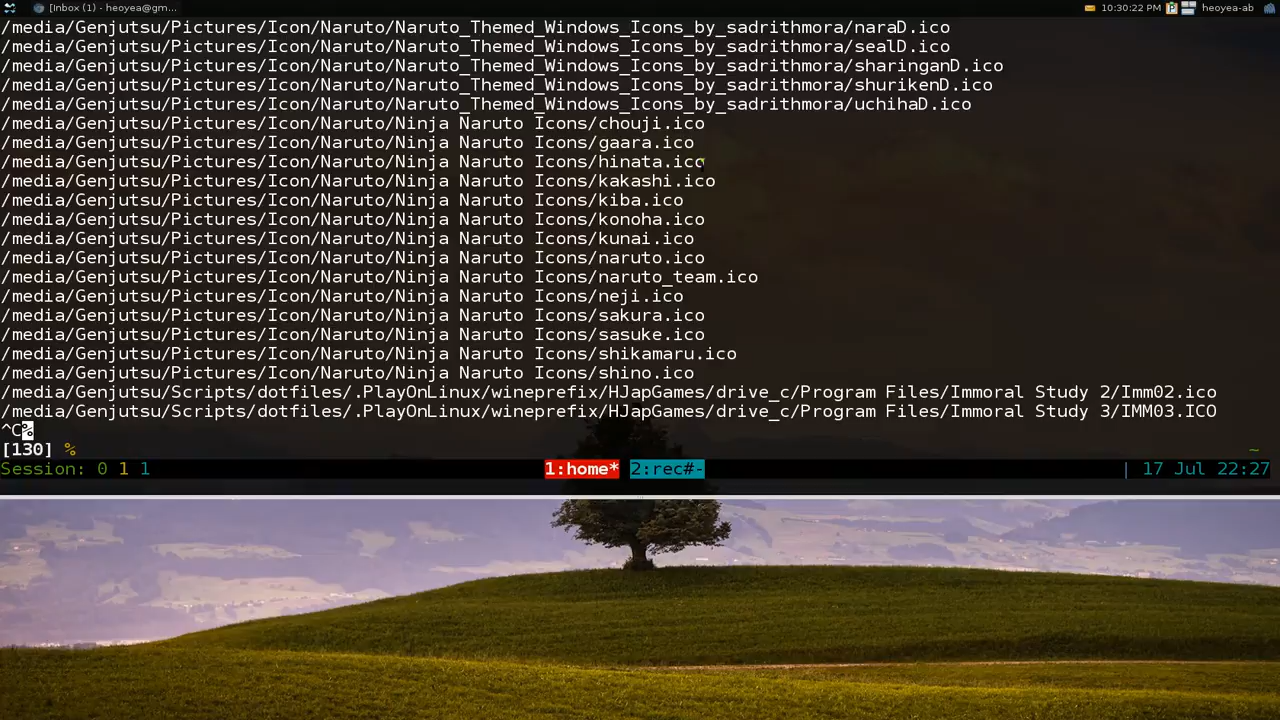 [Inbox (1) - heoyea@gm...
10:30:22 PM
heoyea-ab
/media/Genjutsu/Pictures/Icon/Naruto/Naruto_Themed_Windows_Icons_by_sadrithmora/naraD.ico
/media/Genjutsu/Pictures/Icon/Naruto/Naruto_Themed_Windows_Icons_by_sadrithmora/sealD.ico
/media/Genjutsu/Pictures/Icon/Naruto/Naruto_Themed_Windows_Icons_by_sadrithmora/sharinganD.ico
/media/Genjutsu/Pictures/Icon/Naruto/Naruto_Themed_Windows_Icons_by_sadrithmora/shurikenD.ico
/media/Genjutsu/Pictures/Icon/Naruto/Naruto_Themed_Windows_Icons_by_sadrithmora/uchihaD.ico
/media/Genjutsu/Pictures/Icon/Naruto/Ninja Naruto Icons/chouji.ico
/media/Genjutsu/Pictures/Icon/Naruto/Ninja Naruto Icons/gaara.ico
/media/Genjutsu/Pictures/Icon/Naruto/Ninja Naruto Icons/hinata.ico
/media/Genjutsu/Pictures/Icon/Naruto/Ninja Naruto Icons/kakashi.ico
/media/Genjutsu/Pictures/Icon/Naruto/Ninja Naruto Icons/kiba.ico
/media/Genjutsu/Pictures/Icon/Naruto/Ninja Naruto Icons/konoha.ico
/media/Genjutsu/Pictures/Icon/Naruto/Ninja Naruto Icons/kunai.ico
/media/Genjutsu/Pictures/Icon/Naruto/Ninja Naruto Icons/naruto.ico
/media/Genjutsu/Pictures/Icon/Naruto/Ninja Naruto Icons/naruto_team.ico
/media/Genjutsu/Pictures/Icon/Naruto/Ninja Naruto Icons/neji.ico
/media/Genjutsu/Pictures/Icon/Naruto/Ninja Naruto Icons/sakura.ico
/media/Genjutsu/Pictures/Icon/Naruto/Ninja Naruto Icons/sasuke.ico
/media/Genjutsu/Pictures/Icon/Naruto/Ninja Naruto Icons/shikamaru.ico
/media/Genjutsu/Pictures/Icon/Naruto/Ninja Naruto Icons/shino.ico
/media/Genjutsu/Scripts/dotfiles/.PlayOnLinux/wineprefix/HJapGames/drive_c/Program Files/Immoral Study 2/Imm02.ico
/media/Genjutsu/Scripts/dotfiles/.PlayOnLinux/wineprefix/HJapGames/drive_c/Program Files/Immoral Study 3/IMM03.ICO
^C%
[130] % ~
Session: 0 1 1 1:home* 2:rec#- | 17 Jul 22:27